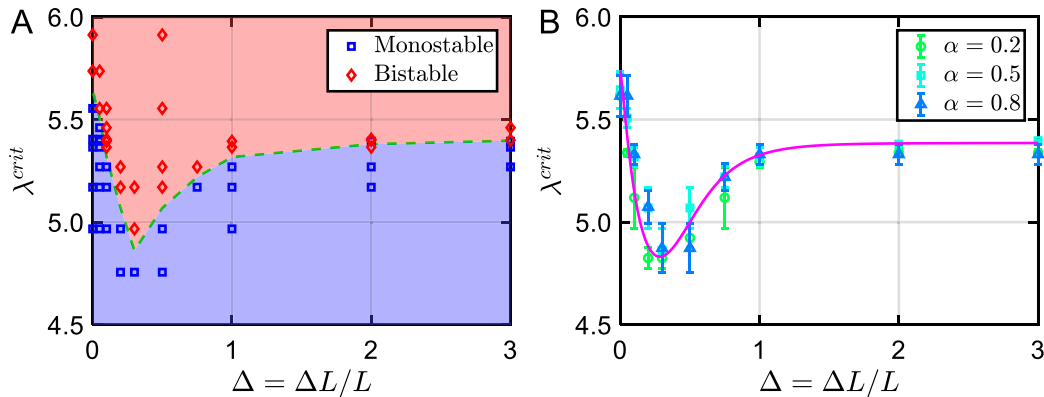 A
6.0
5.5
5.0
4.5
λ^{crit}
0
1
2
3
Δ = ΔL/L
Monostable
Bistable
B
6.0
5.5
5.0
4.5
λ^{crit}
0
1
2
3
Δ = ΔL/L
α = 0.2
α = 0.5
α = 0.8